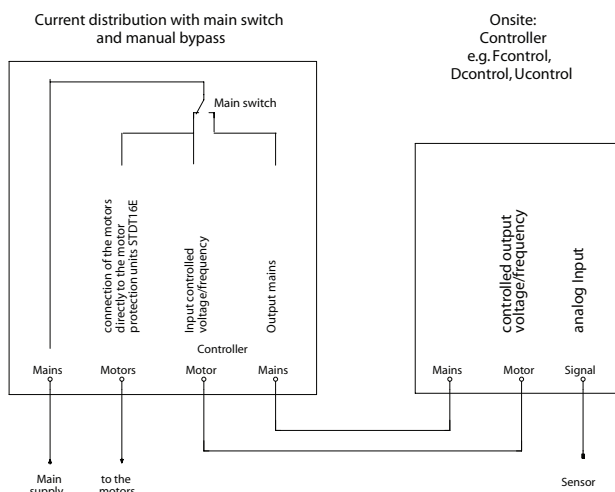 Current distribution with main switch
and manual bypass
Onsite:
Controller
e.g. Fcontrol,
Dcontrol, Ucontrol
Main switch
connection of the motors
directly to the motor
protection units STDT16E
Input controlled
voltage/frequency
Output mains
controlled output
voltage/frequency
analog Input
Controller
Mains
Motors
Motor
Mains
Mains
Motor
Signal
Main
supply
to the
motors
Sensor